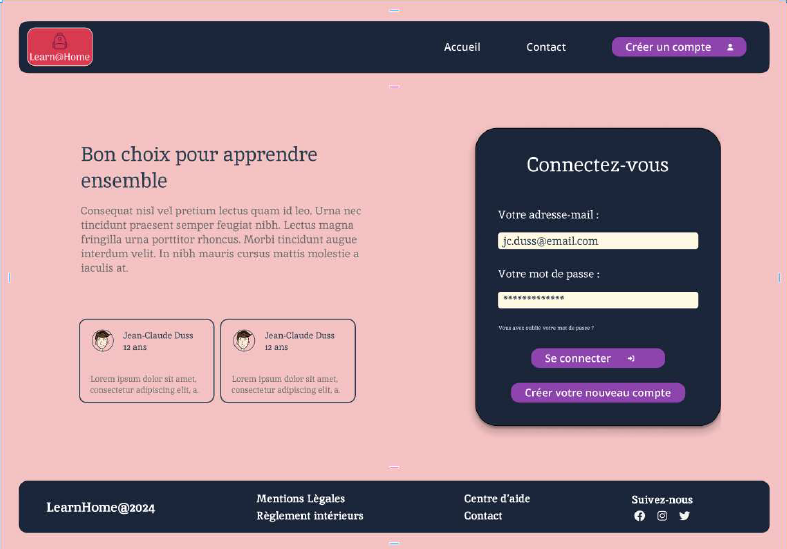 Learn@Home
Accueil
Contact
Créer un compte
Bon choix pour apprendre
ensemble
Consequat nisl vel pretium lectus quam id leo. Urna nec
tincidunt praesent semper feugiat nibh. Lectus magna
fringilla urna porttitor rhoncus. Morbi tincidunt augue
interdum velit. In nibh mauris cursus mattis molestie a
iaculis at.
Jean-Claude Duss
12 ans
Lorem ipsum dolor sit amet,
consectetur adipiscing elit, a.
Jean-Claude Duss
12 ans
Lorem ipsum dolor sit amet,
consectetur adipiscing elit, a.
Connectez-vous
Votre adresse-mail :
jc.duss@email.com
Votre mot de passe :
*************
Vous avez oublié votre mot de passe ?
Se connecter
Créer votre nouveau compte
LearnHome@2024
Mentions Lègales
Règlement intérieurs
Centre d'aide
Contact
Suivez-nous